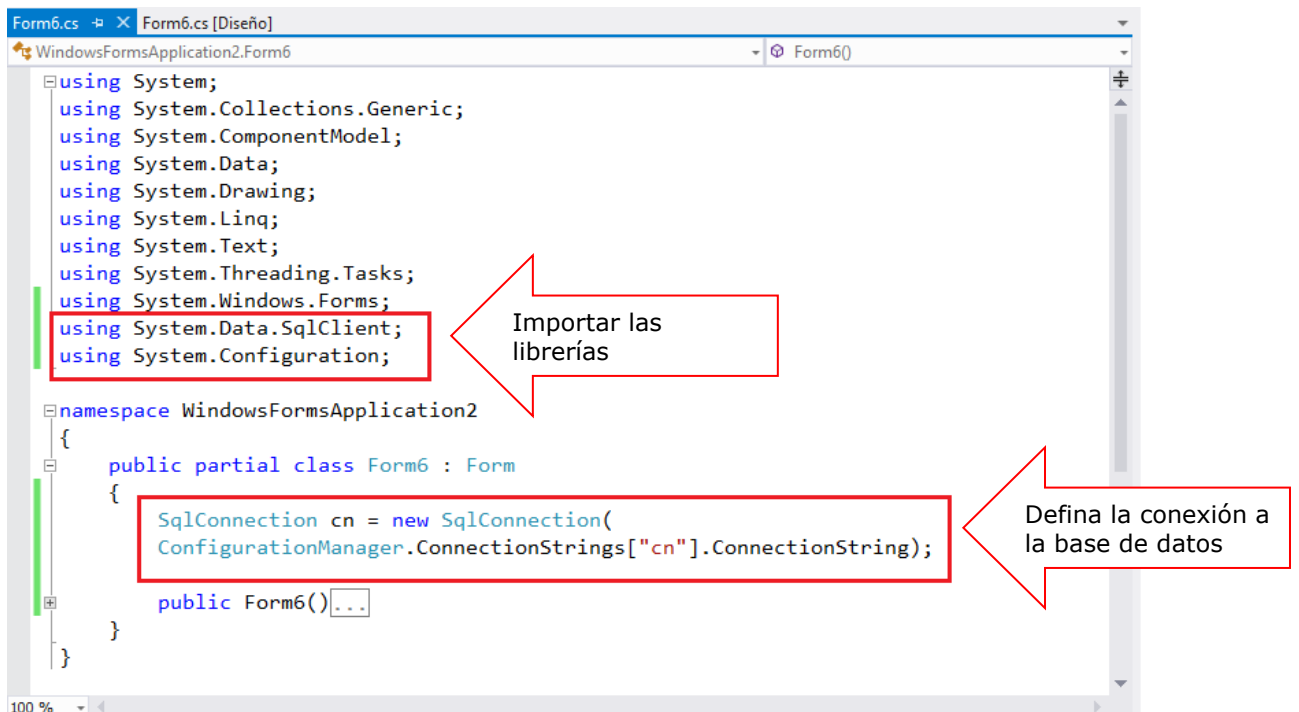 Form6.cs Form6.cs [Diseño]
WindowsFormsApplication2.Form6 Form6()
using System;
using System.Collections.Generic;
using System.ComponentModel;
using System.Data;
using System.Drawing;
using System.Linq;
using System.Text;
using System.Threading.Tasks;
using System.Windows.Forms;
using System.Data.SqlClient;
using System.Configuration;
Importar las
librerías
namespace WindowsFormsApplication2
{
public partial class Form6 : Form
{
SqlConnection cn = new SqlConnection(
ConfigurationManager.ConnectionStrings["cn"].ConnectionString);
Defina la conexión a
la base de datos
public Form6()...
}
}
100 %